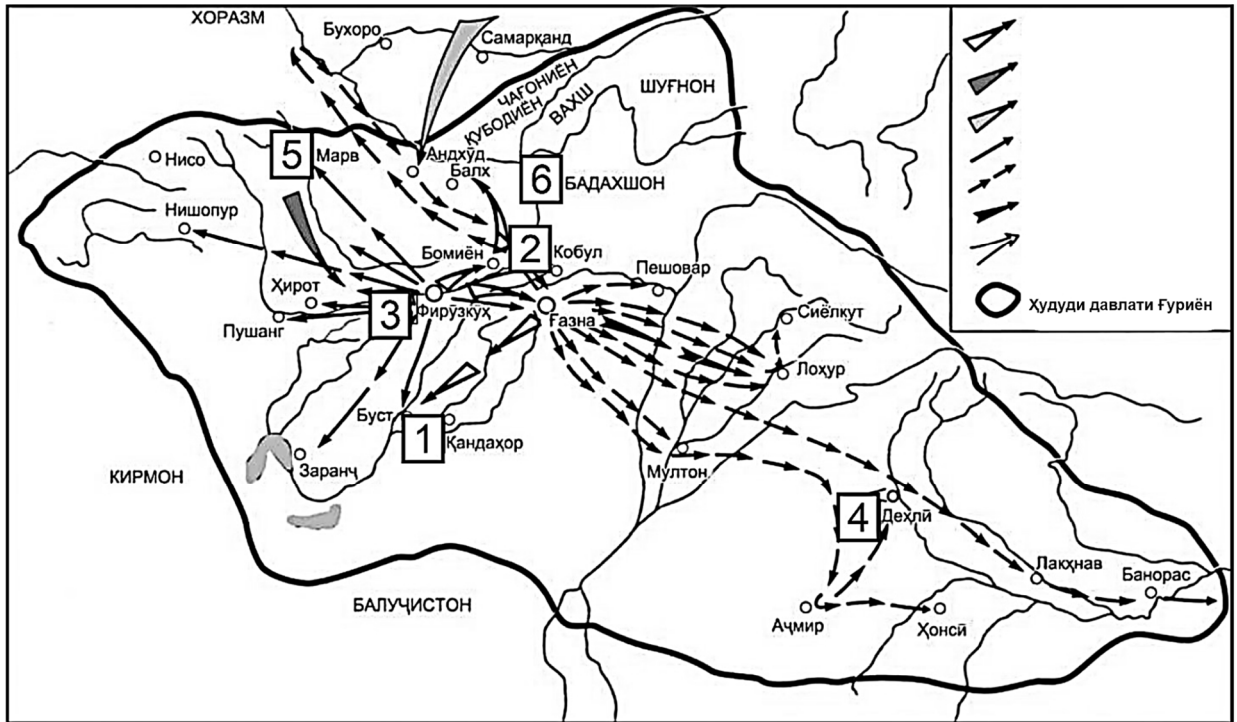 ХОРАЗМ
Бухоро
Самарқанд
ЧАҒОНИЁН
ҚУБОДИЁН
ВАХШ
ШУҒНОН
Нисо
5
Марв
Андхӯд
Балх
6
БАДАХШОН
Нишопур
Бомиён
2
Кобул
Пешовар
Ҳирот
3
Фирӯзкӯҳ
Ғазна
Сиёлкут
Ҳудуди давлати Ғуриён
Пушанг
Лоҳур
Буст
1
Қандаҳор
Заранҷ
КИРМОН
Мултон
4
Деҳлӣ
Лакҳнав
Банорас
БАЛУҶИСТОН
Аҷмир
Ҳонсӣ